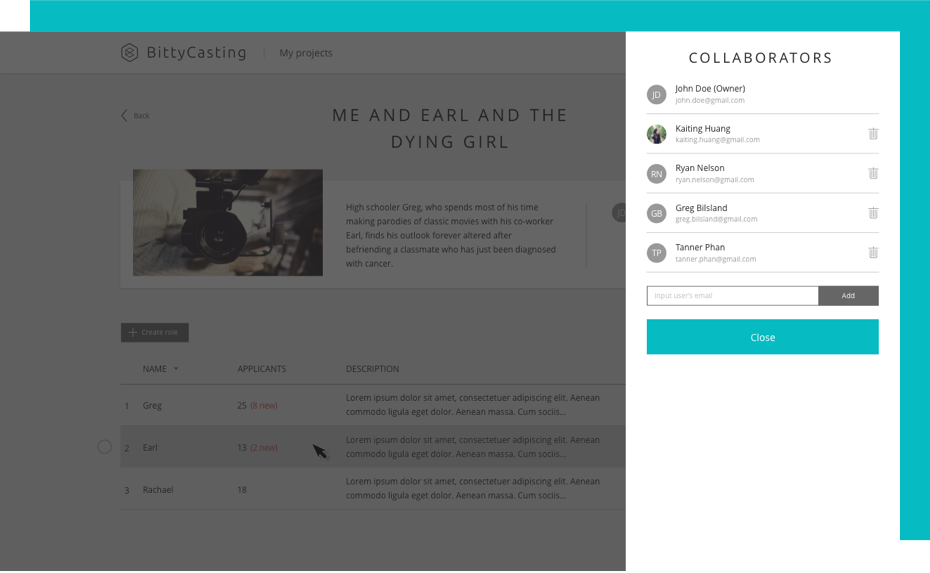 BittyCasting
My projects
Back
ME AND EARL AND THE
DYING GIRL
High schooler Greg, who spends most of his time
making parodies of classic movies with his co-worker
Earl, finds his outlook forever altered after
befriending a classmate who has just been diagnosed
with cancer.
Create role
NAME APPLICANTS DESCRIPTION
1 Greg 25 (8 new) Lorem ipsum dolor sit amet, consectetuer adipiscing elit. Aenean
commodo ligula eget dolor. Aenean massa. Cum sociis...
2 Earl 13 (2 new) Lorem ipsum dolor sit amet, consectetuer adipiscing elit. Aenean
commodo ligula eget dolor. Aenean massa. Cum sociis...
3 Rachael 18 Lorem ipsum dolor sit amet, consectetuer adipiscing elit. Aenean
commodo ligula eget dolor. Aenean massa. Cum sociis...
COLLABORATORS
JD John Doe (Owner)
john.doe@gmail.com
Kaiting Huang
kaiting.huang@gmail.com
RN Ryan Nelson
ryan.nelson@gmail.com
GB Greg Bilsland
greg.bilsland@gmail.com
TP Tanner Phan
tanner.phan@gmail.com
Input user's email Add
Close